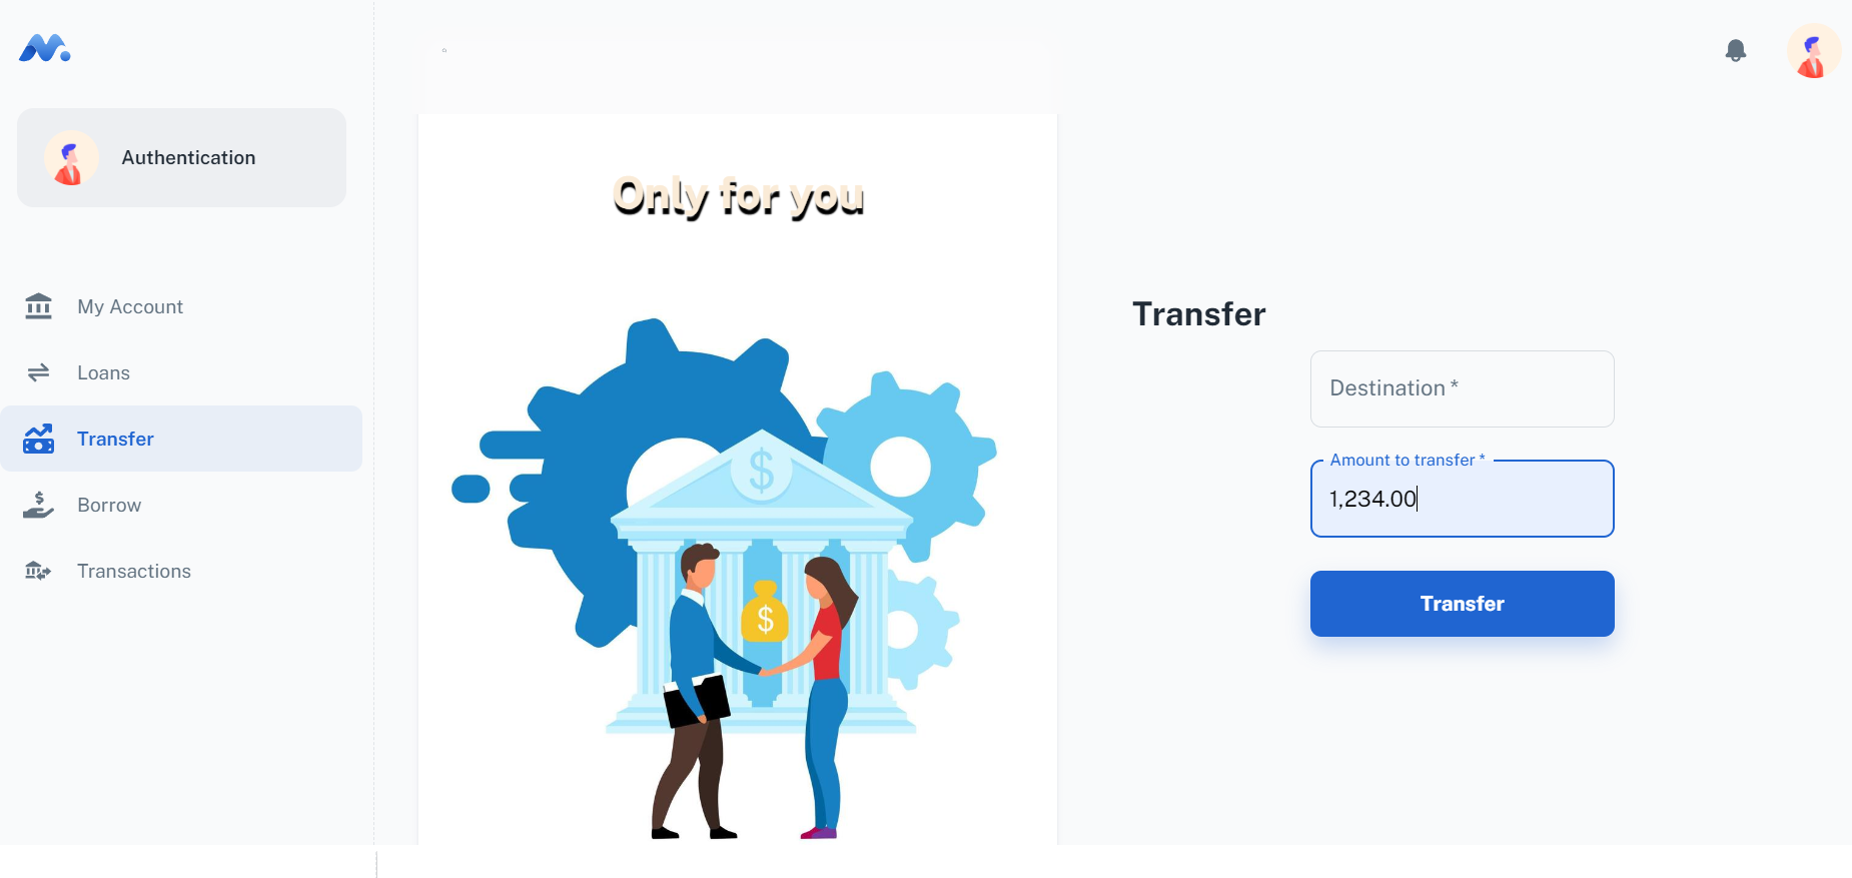 Authentication
My Account
Loans
Transfer
Borrow
Transactions
Only for you
$
$
$
Transfer
Destination *
Amount to transfer *
1,234.00
Transfer